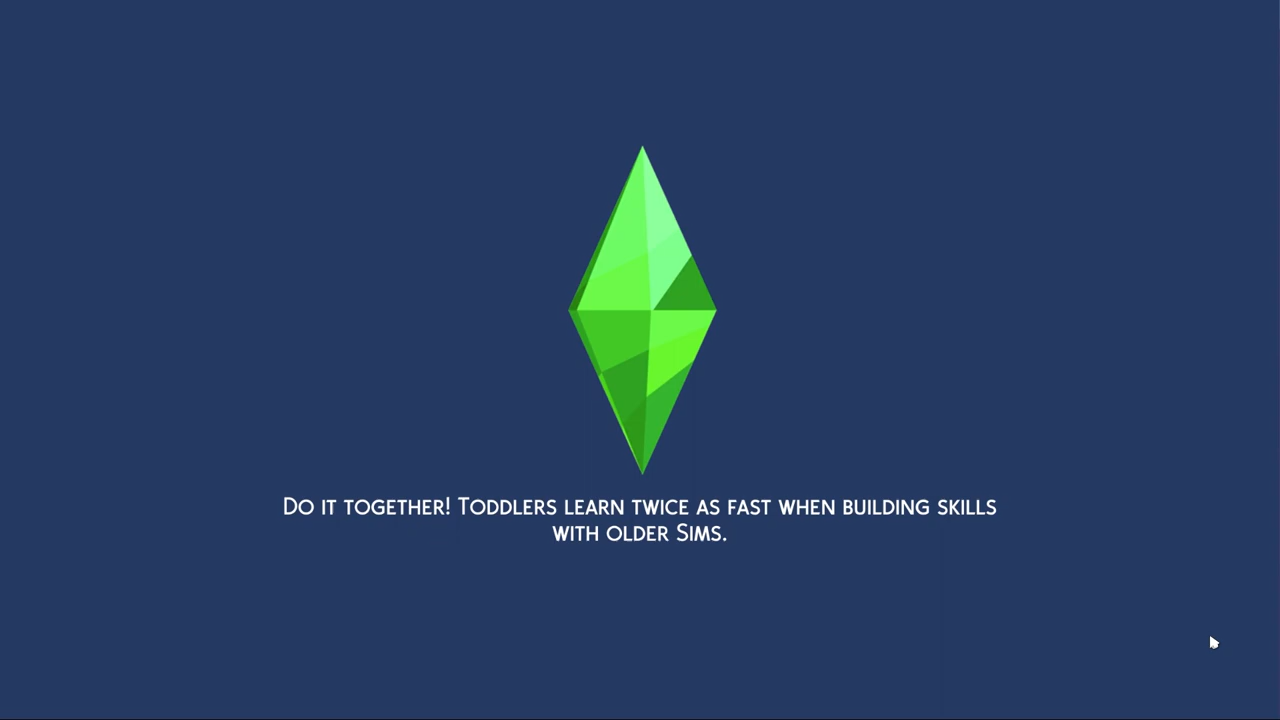 Do it together! Toddlers learn twice as fast when building skills
with older Sims.